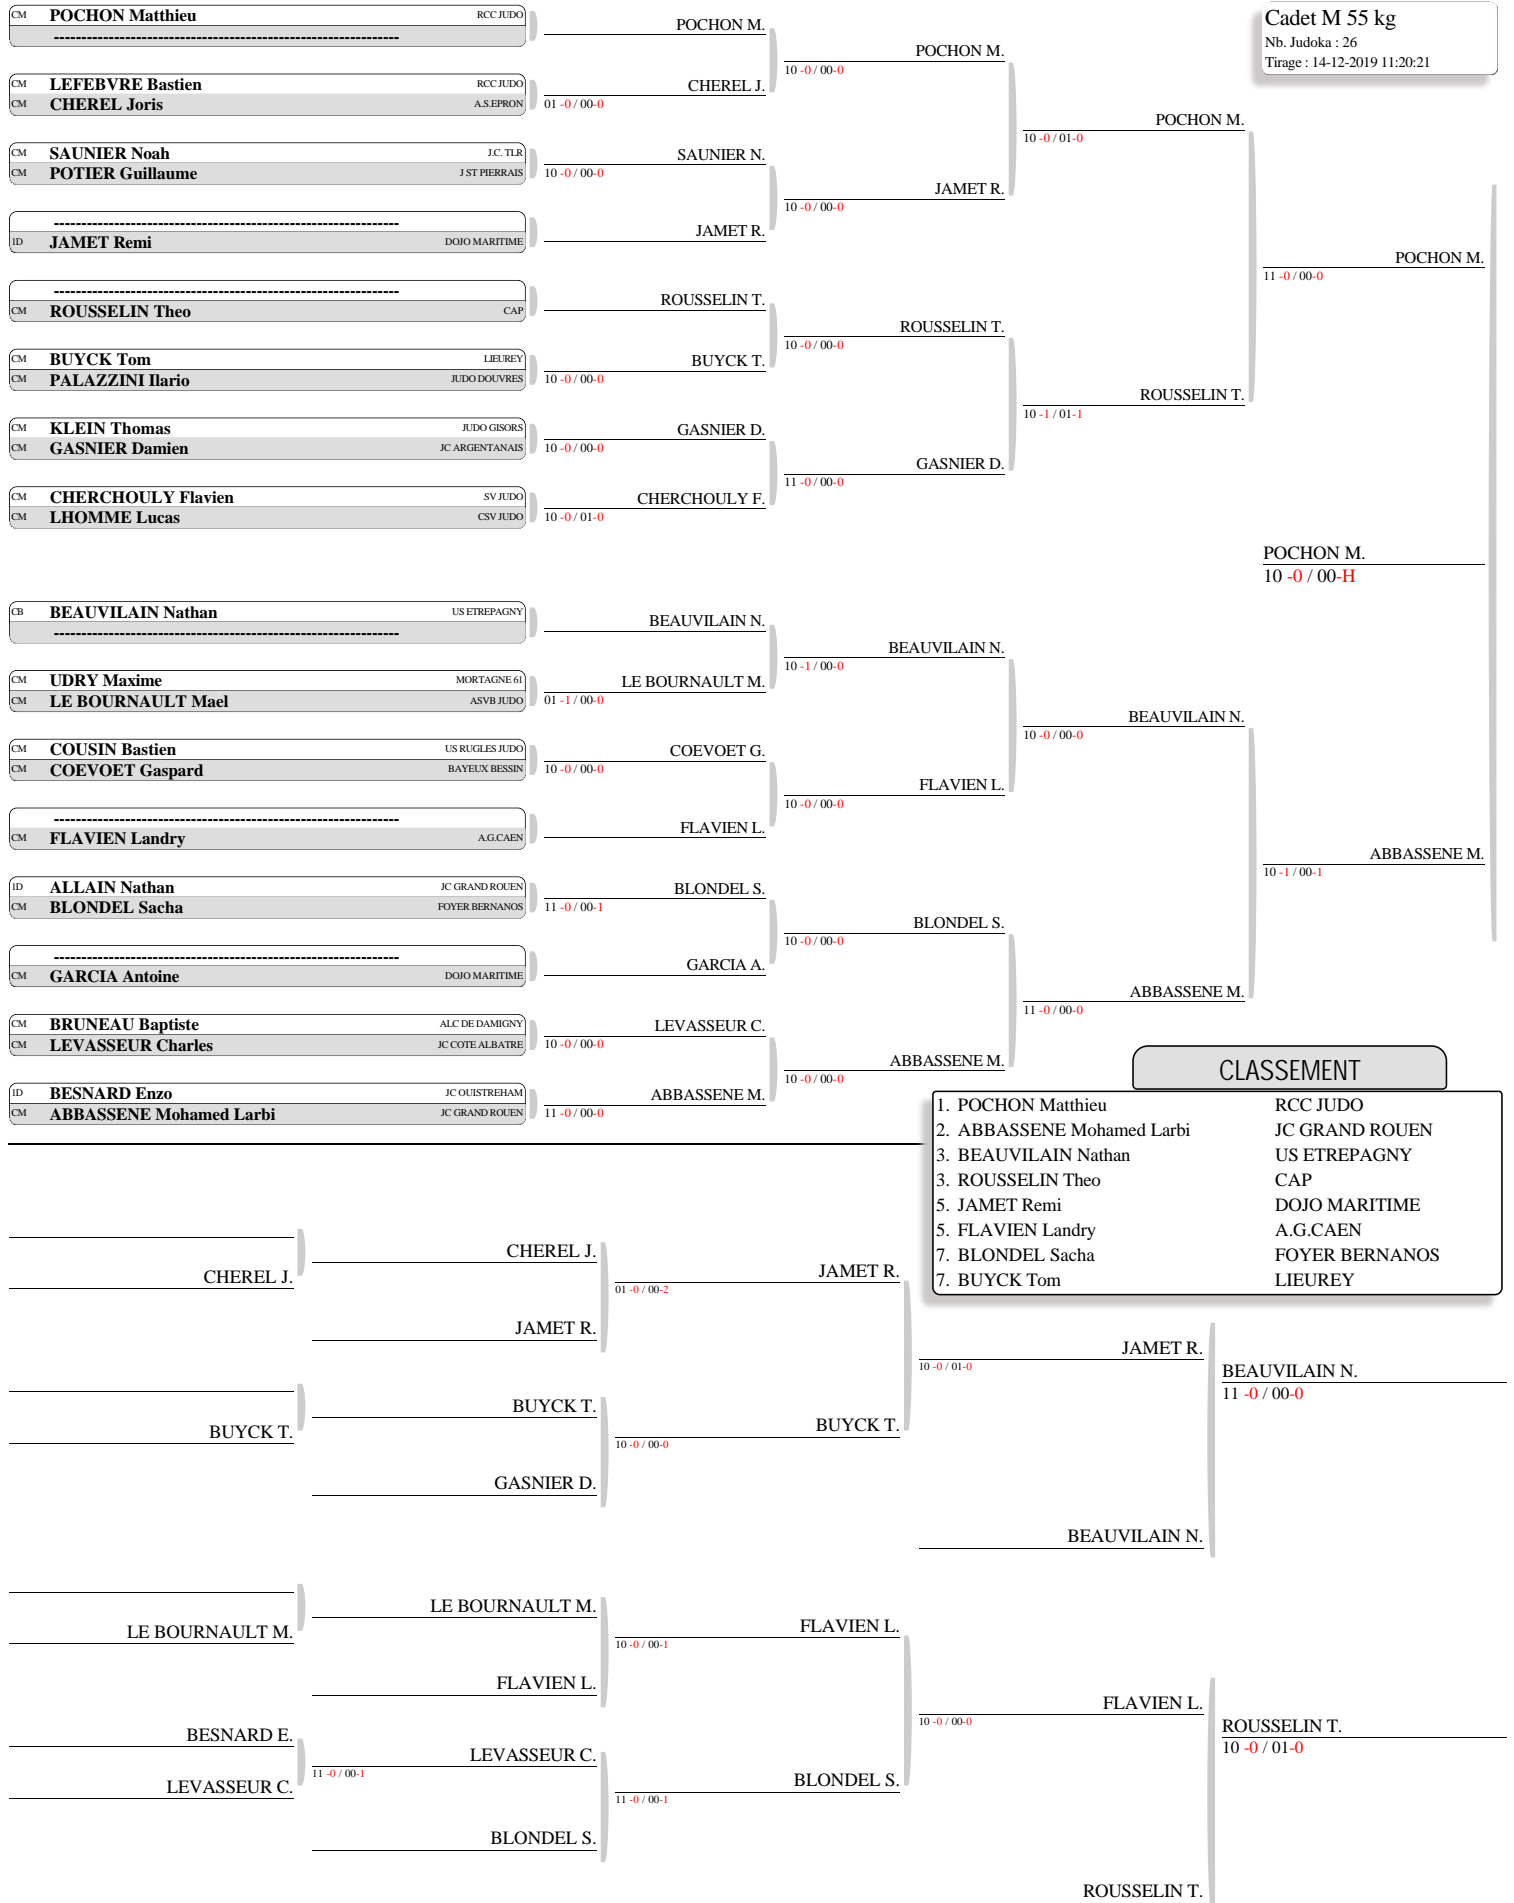 Cadet M 55 kg
Nb. Judoka : 26
Tirage : 14-12-2019 11:20:21
CM POCHON Matthieu RCC JUDO
------------------------------------------------------------------
CM LEFEBVRE Bastien RCC JUDO
CM CHEREL Joris A.S.EPRON
CM SAUNIER Noah J.C. TLR
CM POTIER Guillaume J ST PIERRAIS
------------------------------------------------------------------
1D JAMET Remi DOJO MARITIME
------------------------------------------------------------------
CM ROUSSELIN Theo CAP
CM BUYCK Tom LIEUREY
CM PALAZZINI Ilario JUDO DOUVRES
CM KLEIN Thomas JUDO GISORS
CM GASNIER Damien JC ARGENTANAIS
CM CHERCHOULY Flavien SV JUDO
CM LHOMME Lucas CSV JUDO
CB BEAUVILAIN Nathan US ETREPAGNY
------------------------------------------------------------------
CM UDRY Maxime MORTAGNE 61
CM LE BOURNAULT Mael ASVB JUDO
CM COUSIN Bastien US RUGLES JUDO
CM COEVOET Gaspard BAYEUX BESSIN
------------------------------------------------------------------
CM FLAVIEN Landry A.G.CAEN
1D ALLAIN Nathan JC GRAND ROUEN
CM BLONDEL Sacha FOYER BERNANOS
------------------------------------------------------------------
CM GARCIA Antoine DOJO MARITIME
CM BRUNEAU Baptiste ALC DE DAMIGNY
CM LEVASSEUR Charles JC COTE ALBATRE
1D BESNARD Enzo JC OUISTREHAM
CM ABBASSENE Mohamed Larbi JC GRAND ROUEN
POCHON M.
CHEREL J.
01 -0 / 00-0
SAUNIER N.
10 -0 / 00-0
JAMET R.
ROUSSELIN T.
BUYCK T.
10 -0 / 00-0
GASNIER D.
10 -0 / 00-0
CHERCHOULY F.
10 -0 / 01-0
BEAUVILAIN N.
LE BOURNAULT M.
01 -1 / 00-0
COEVOET G.
10 -0 / 00-0
FLAVIEN L.
BLONDEL S.
11 -0 / 00-1
GARCIA A.
LEVASSEUR C.
10 -0 / 00-0
ABBASSENE M.
11 -0 / 00-0
POCHON M.
10 -0 / 00-0
JAMET R.
10 -0 / 00-0
ROUSSELIN T.
10 -0 / 00-0
GASNIER D.
11 -0 / 00-0
BEAUVILAIN N.
10 -1 / 00-0
FLAVIEN L.
10 -0 / 00-0
BLONDEL S.
10 -0 / 00-0
ABBASSENE M.
10 -0 / 00-0
POCHON M.
10 -0 / 01-0
ROUSSELIN T.
10 -1 / 01-1
BEAUVILAIN N.
10 -0 / 00-0
ABBASSENE M.
11 -0 / 00-0
POCHON M.
11 -0 / 00-0
ABBASSENE M.
10 -1 / 00-1
POCHON M.
10 -0 / 00-H
CLASSEMENT
1. POCHON Matthieu RCC JUDO
2. ABBASSENE Mohamed Larbi JC GRAND ROUEN
3. BEAUVILAIN Nathan US ETREPAGNY
3. ROUSSELIN Theo CAP
5. JAMET Remi DOJO MARITIME
5. FLAVIEN Landry A.G.CAEN
7. BLONDEL Sacha FOYER BERNANOS
7. BUYCK Tom LIEUREY
CHEREL J.
BUYCK T.
CHEREL J.
JAMET R.
BUYCK T.
GASNIER D.
JAMET R.
01 -0 / 00-2
BUYCK T.
10 -0 / 00-0
JAMET R.
10 -0 / 01-0
BEAUVILAIN N.
BEAUVILAIN N.
11 -0 / 00-0
LE BOURNAULT M.
BESNARD E.
LEVASSEUR C.
LE BOURNAULT M.
FLAVIEN L.
LEVASSEUR C.
11 -0 / 00-1
BLONDEL S.
FLAVIEN L.
10 -0 / 00-1
BLONDEL S.
11 -0 / 00-1
FLAVIEN L.
10 -0 / 00-0
ROUSSELIN T.
ROUSSELIN T.
10 -0 / 01-0